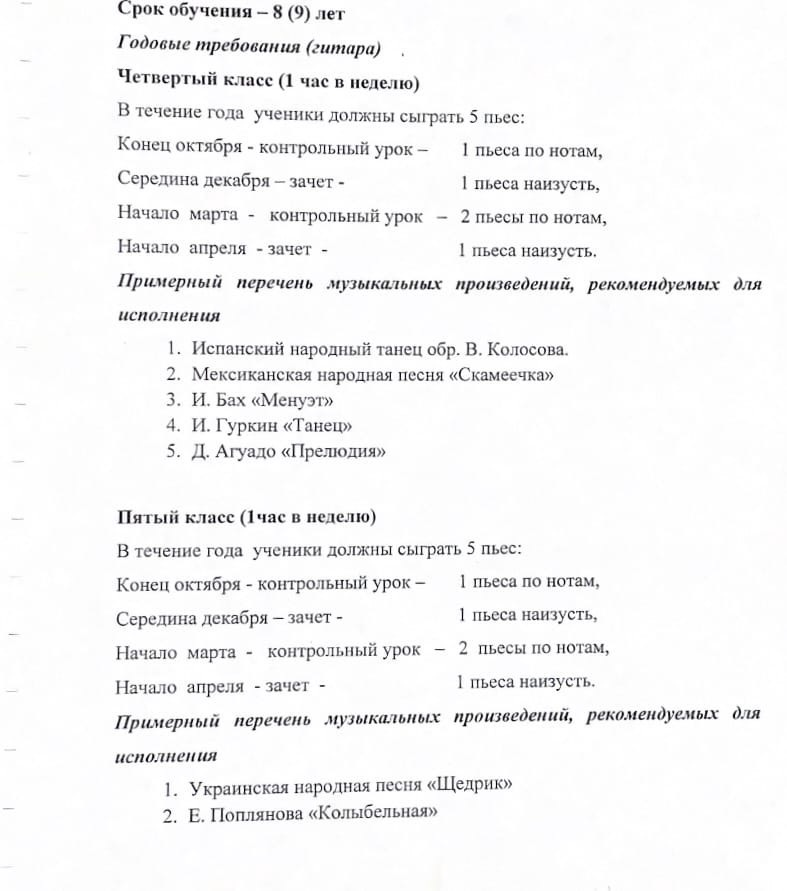 Срок обучения – 8 (9) лет
Годовые требования (гитара)
Четвертый класс (1 час в неделю)
В течение года ученики должны сыграть 5 пьес:
Конец октября - контрольный урок – 1 пьеса по нотам,
Середина декабря – зачет - 1 пьеса наизусть,
Начало марта - контрольный урок – 2 пьесы по нотам,
Начало апреля - зачет - 1 пьеса наизусть.
Примерный перечень музыкальных произведений, рекомендуемых для
исполнения
1. Испанский народный танец обр. В. Колосова.
2. Мексиканская народная песня «Скамеечка»
3. И. Бах «Менуэт»
4. И. Гуркин «Танец»
5. Д. Агуадо «Прелюдия»
Пятый класс (1час в неделю)
В течение года ученики должны сыграть 5 пьес:
Конец октября - контрольный урок – 1 пьеса по нотам,
Середина декабря – зачет - 1 пьеса наизусть,
Начало марта - контрольный урок – 2 пьесы по нотам,
Начало апреля - зачет - 1 пьеса наизусть.
Примерный перечень музыкальных произведений, рекомендуемых для
исполнения
1. Украинская народная песня «Щедрик»
2. Е. Поплянова «Колыбельная»